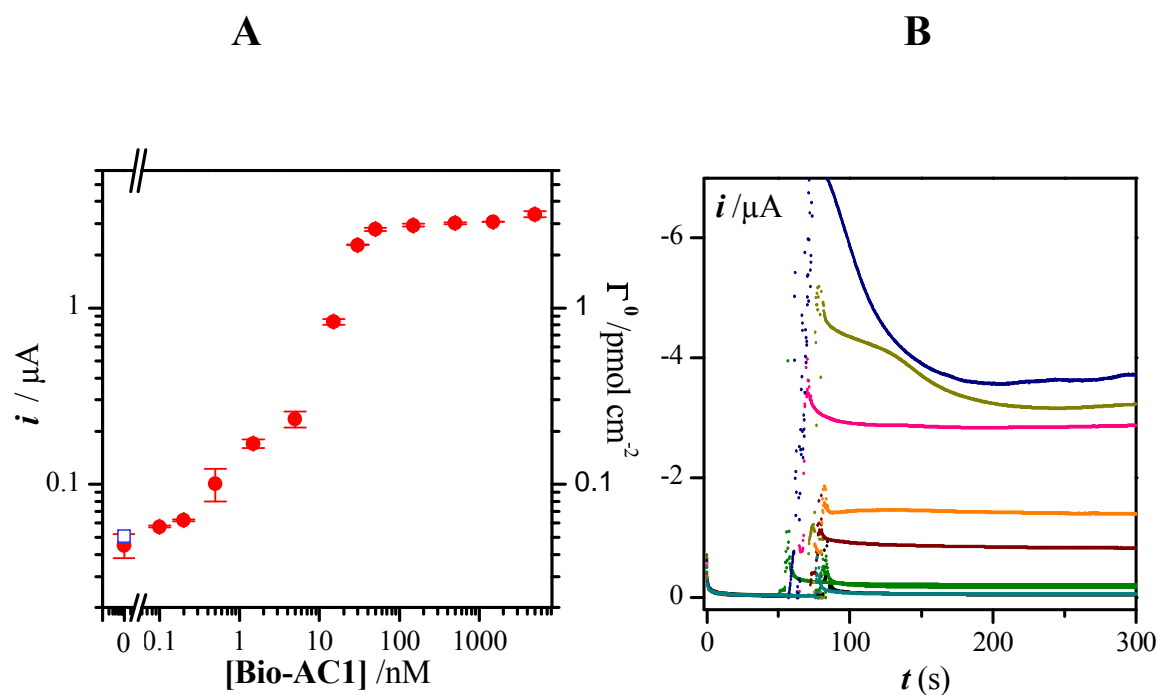 A
B
i / μA
1
0.1
Γ⁰/pmol cm⁻²
1
0.1
0 0.1 1 10 100 1000
[Bio-AC1] /nM
i /μA
-6
-4
-2
0
0 100 200 300
t (s)